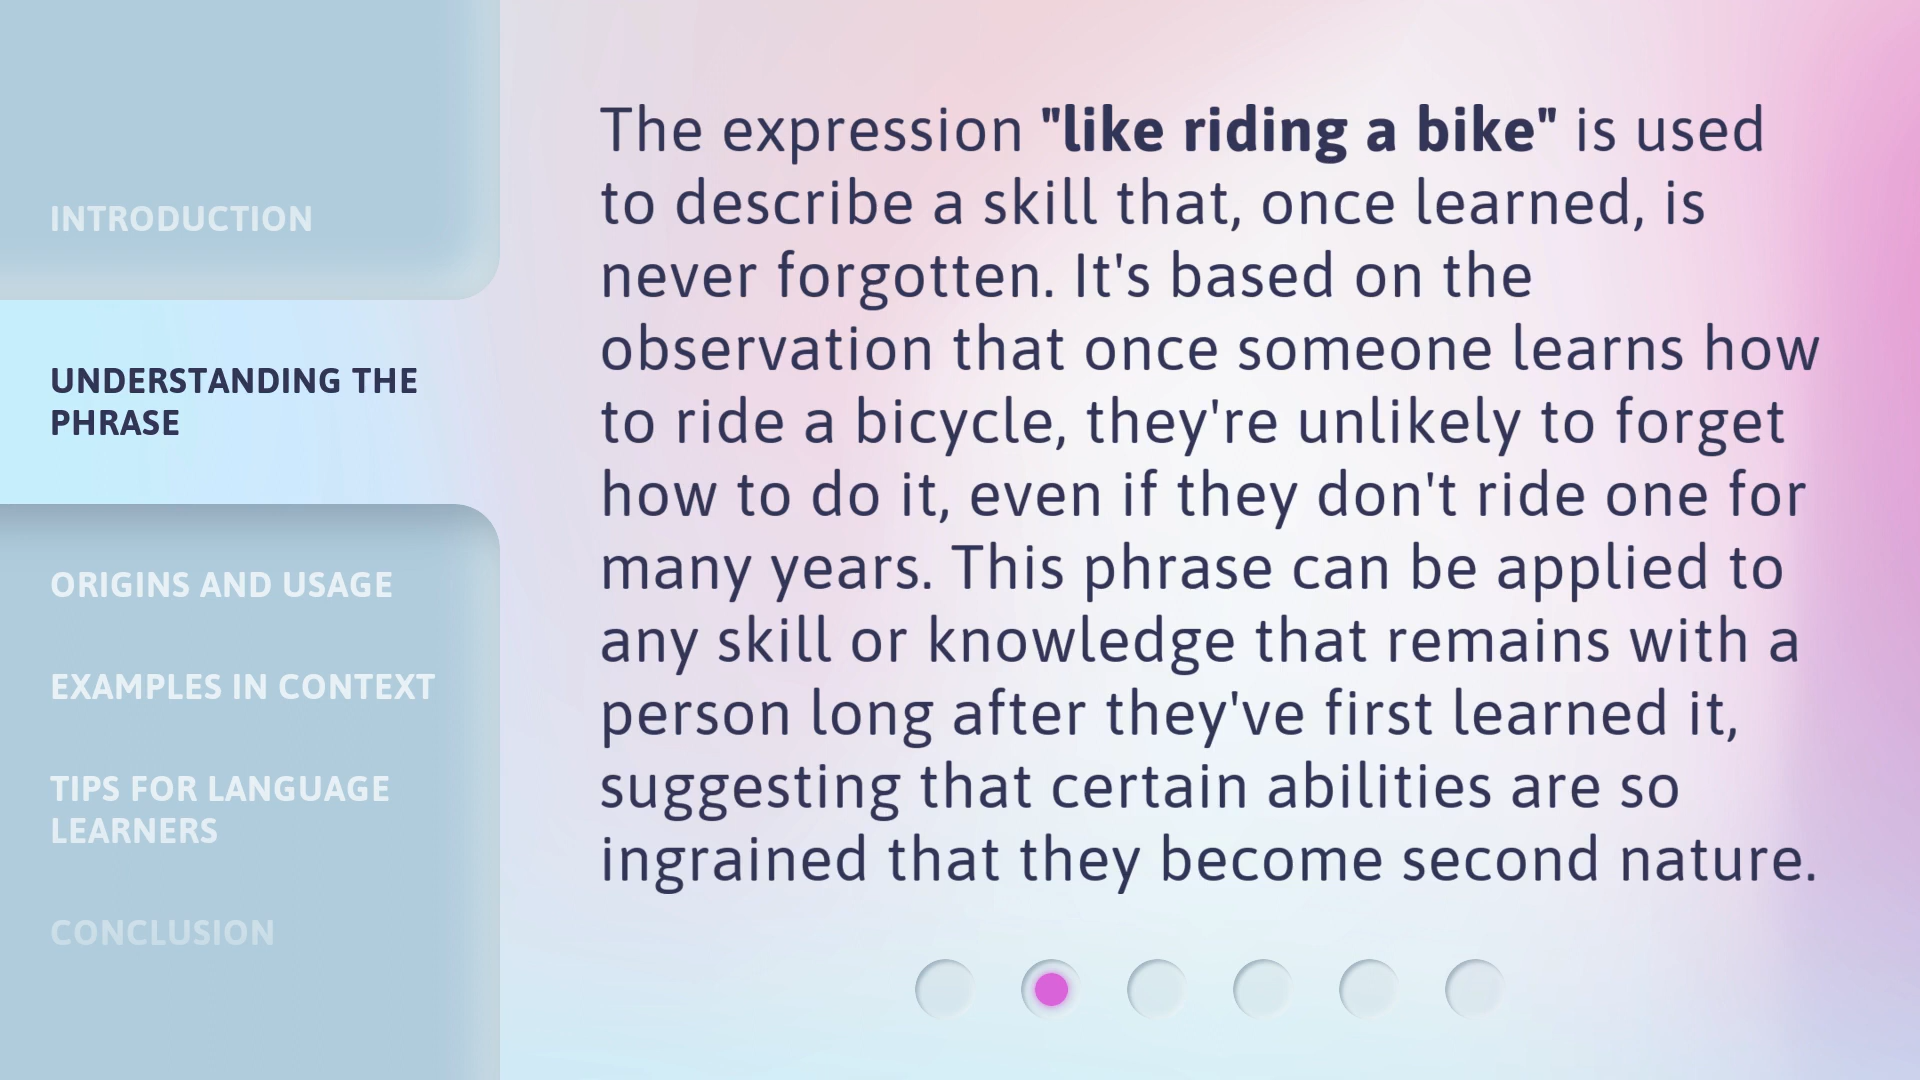 INTRODUCTION
UNDERSTANDING THE
PHRASE
ORIGINS AND USAGE
EXAMPLES IN CONTEXT
TIPS FOR LANGUAGE
LEARNERS
CONCLUSION
The expression "like riding a bike" is used
to describe a skill that, once learned, is
never forgotten. It's based on the
observation that once someone learns how
to ride a bicycle, they're unlikely to forget
how to do it, even if they don't ride one for
many years. This phrase can be applied to
any skill or knowledge that remains with a
person long after they've first learned it,
suggesting that certain abilities are so
ingrained that they become second nature.